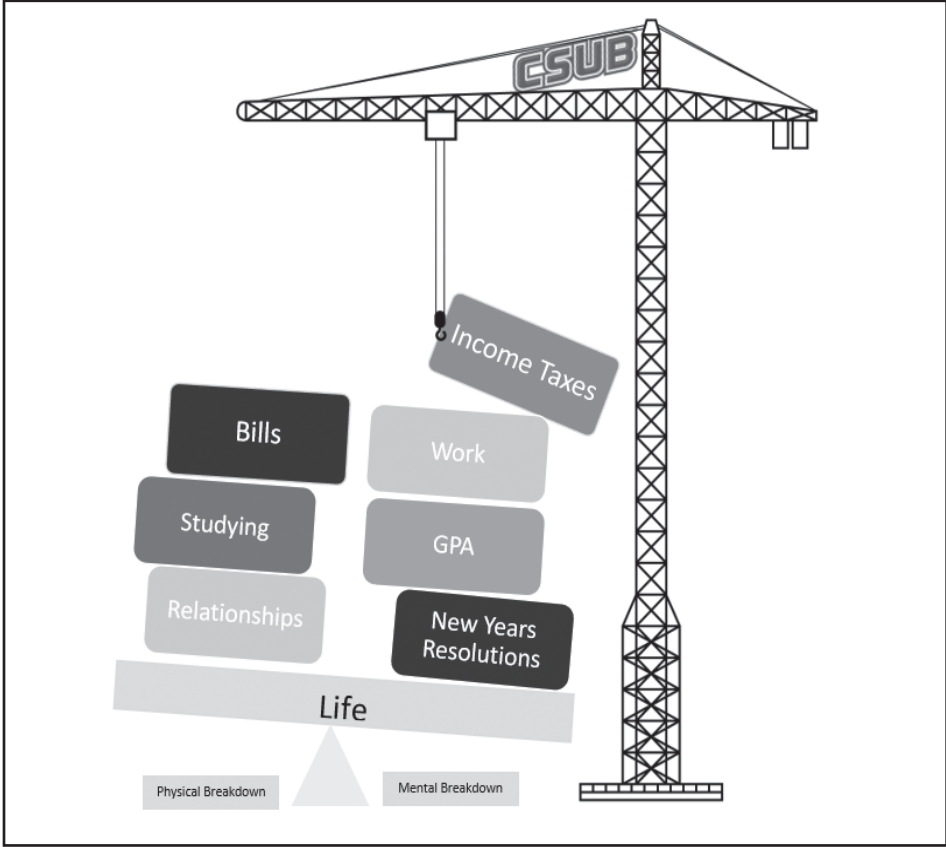 CSUB
Income Taxes
Bills
Work
Studying
GPA
Relationships
New Years
Resolutions
Life
Physical Breakdown
Mental Breakdown